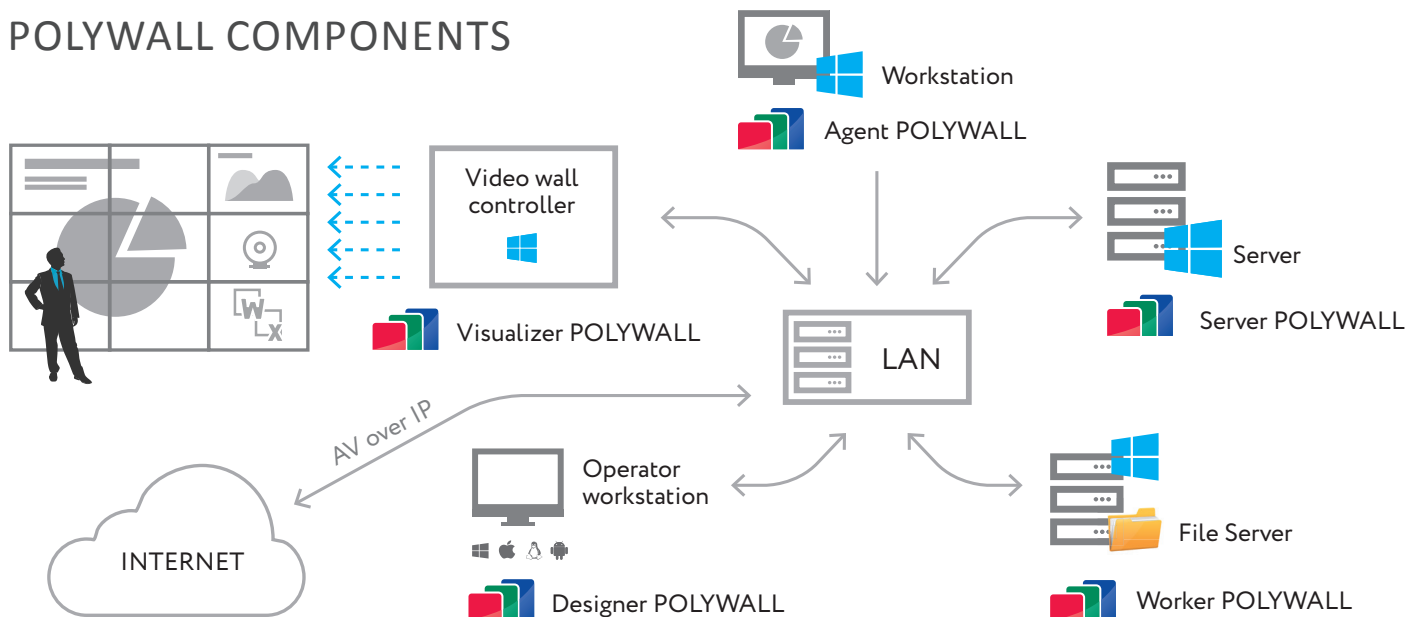 POLYWALL COMPONENTS
Workstation
Agent POLYWALL
Video wall
controller
Visualizer POLYWALL
W
X
Server
Server POLYWALL
LAN
AV over IP
INTERNET
Operator
workstation
Designer POLYWALL
File Server
Worker POLYWALL